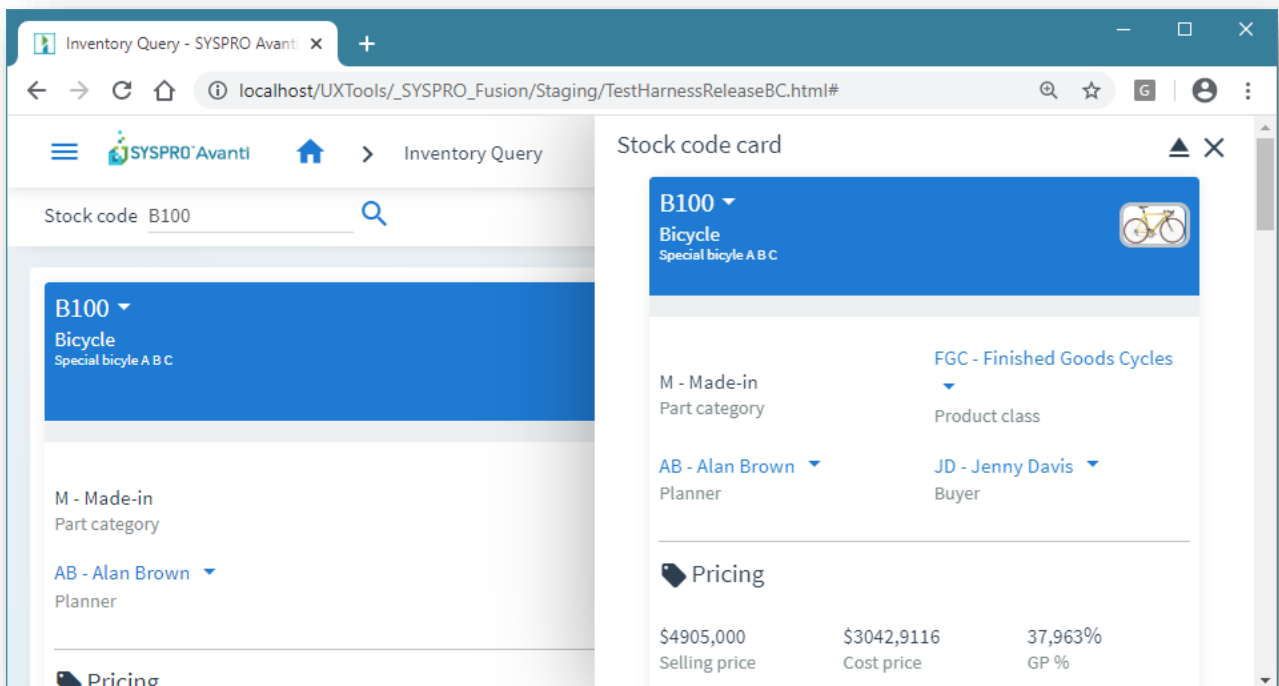 Inventory Query - SYSPRO Avanti
localhost/UXTools/_SYSPRO_Fusion/Staging/TestHarnessReleaseBC.html#
G
SYSPRO™Avanti
Inventory Query
Stock code B100
B100
Bicycle
Special bicyle A B C
M - Made-in
Part category
AB - Alan Brown
Planner
Pricing
Stock code card
B100
Bicycle
Special bicyle A B C
M - Made-in
Part category
FGC - Finished Goods Cycles
Product class
AB - Alan Brown
Planner
JD - Jenny Davis
Buyer
Pricing
$4905,000
Selling price
$3042,9116
Cost price
37,963%
GP %